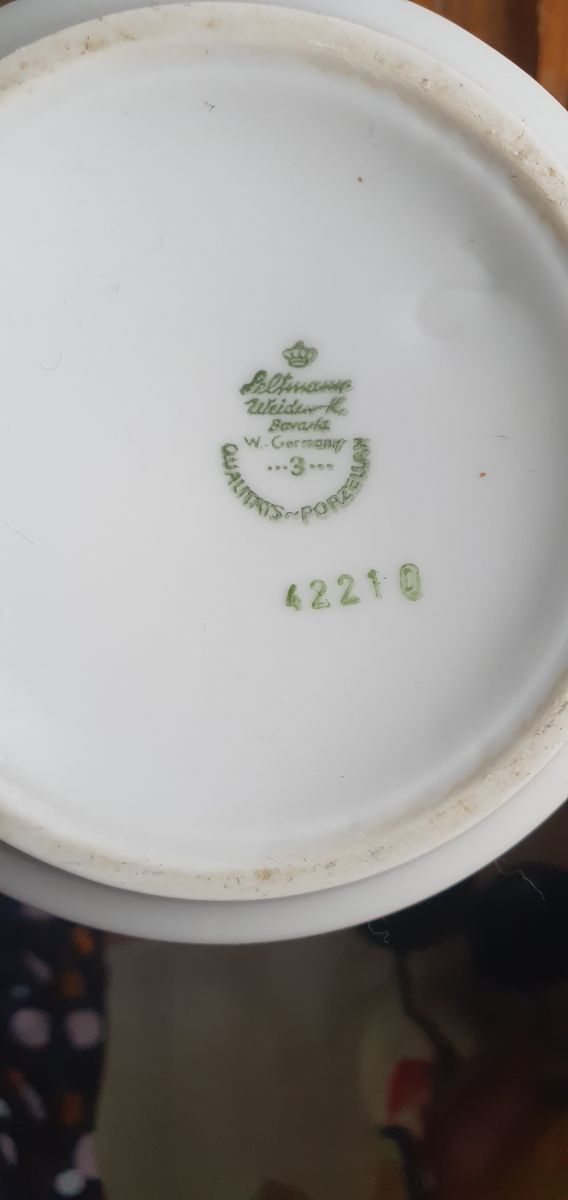 Seltmann
Weiden-K.
Bavaria
W. Germany
...3...
QUALITÄTS-PORZELLAN
42210